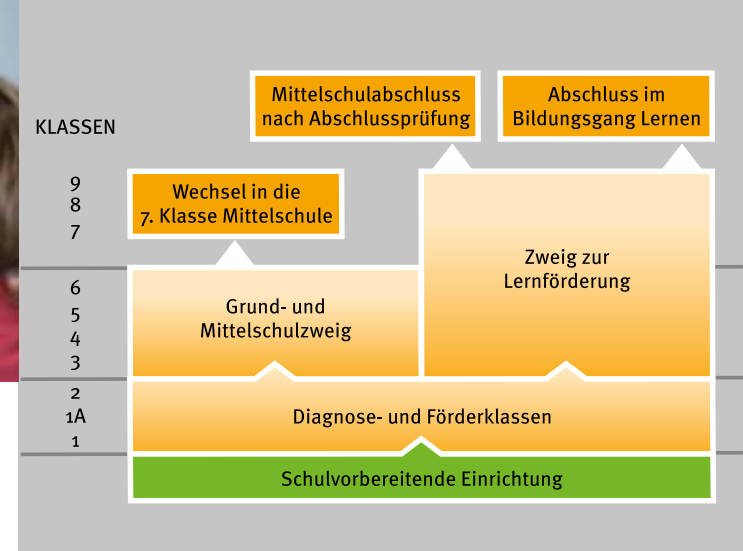 Mittelschulabschluss
nach Abschlussprüfung
Abschluss im
Bildungsgang Lernen
KLASSEN
9
8
7
Wechsel in die
7. Klasse Mittelschule
Zweig zur
Lernförderung
6
5
4
3
Grund- und
Mittelschulzweig
2
1A
1
Diagnose- und Förderklassen
Schulvorbereitende Einrichtung